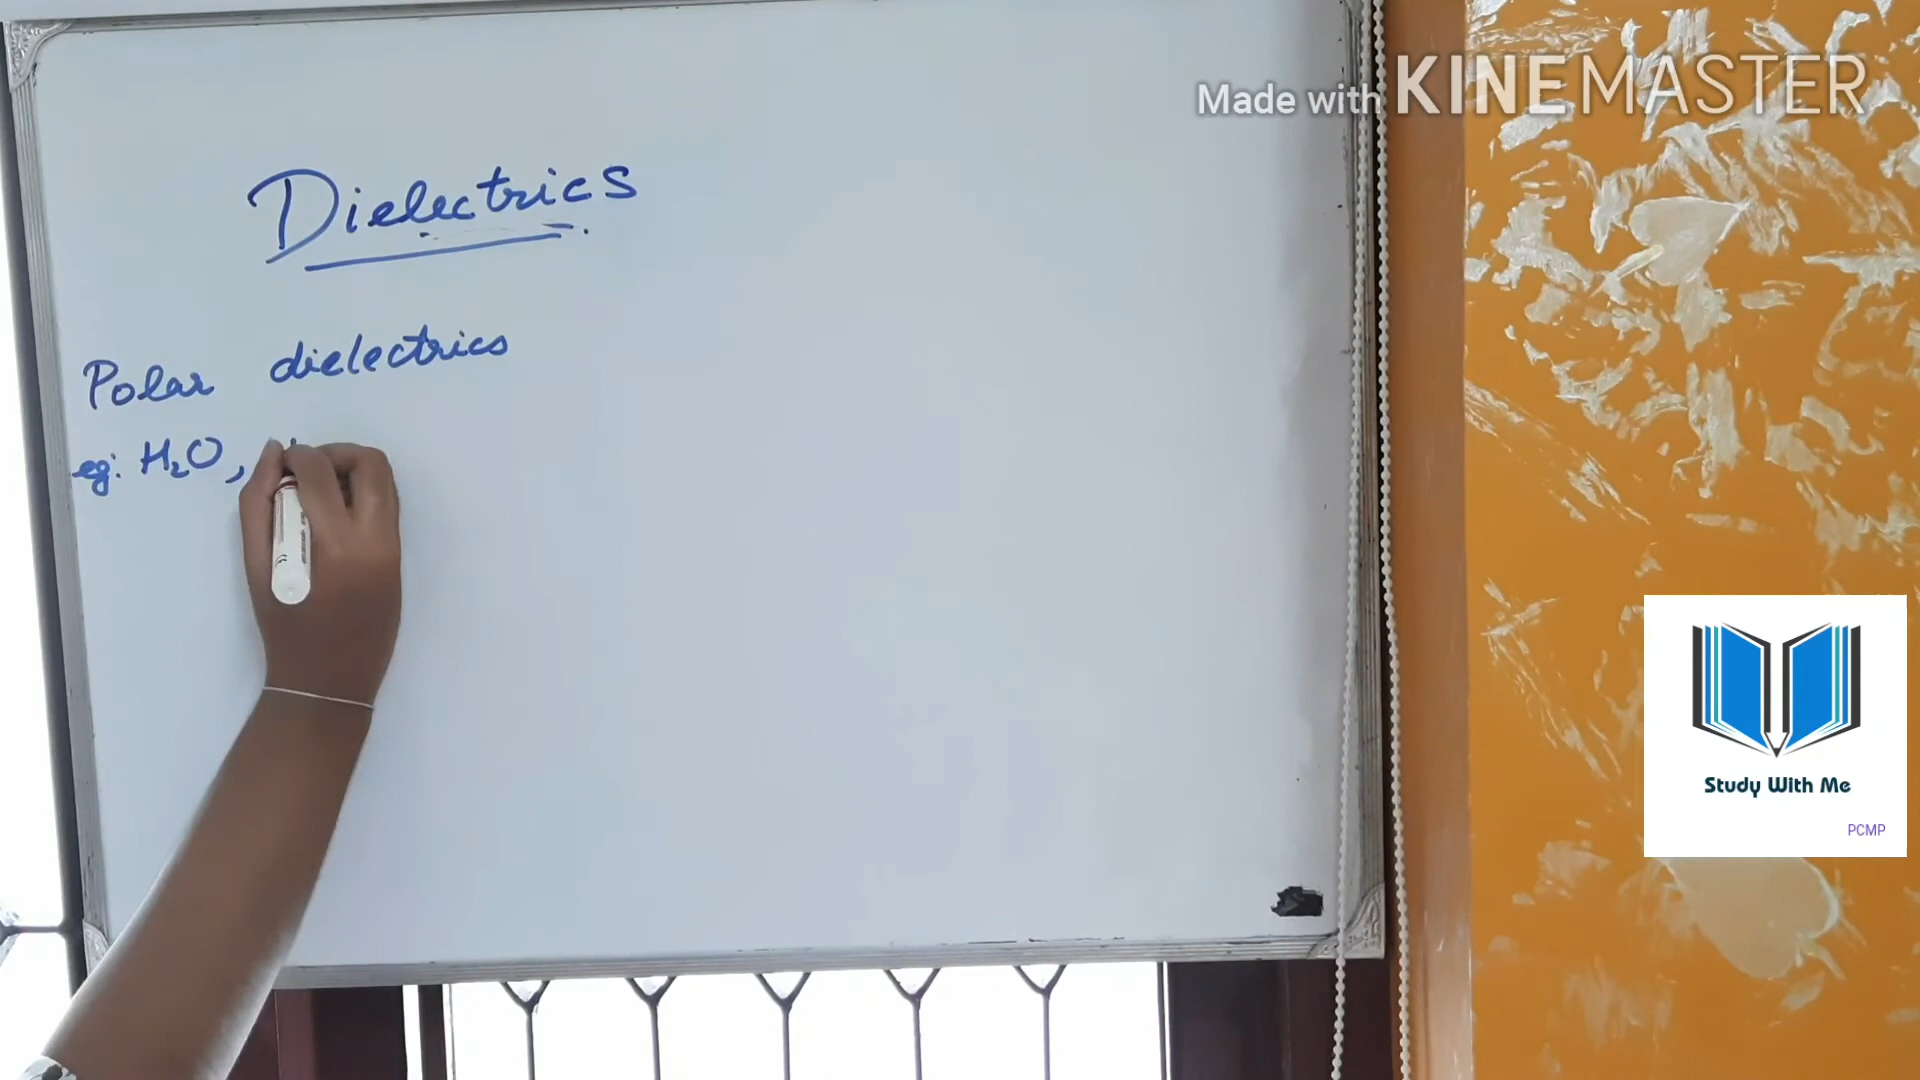 Made with KINEMASTER
Dielectrics
Polar dielectrics
eg: H₂O,
Study With Me
PCMP